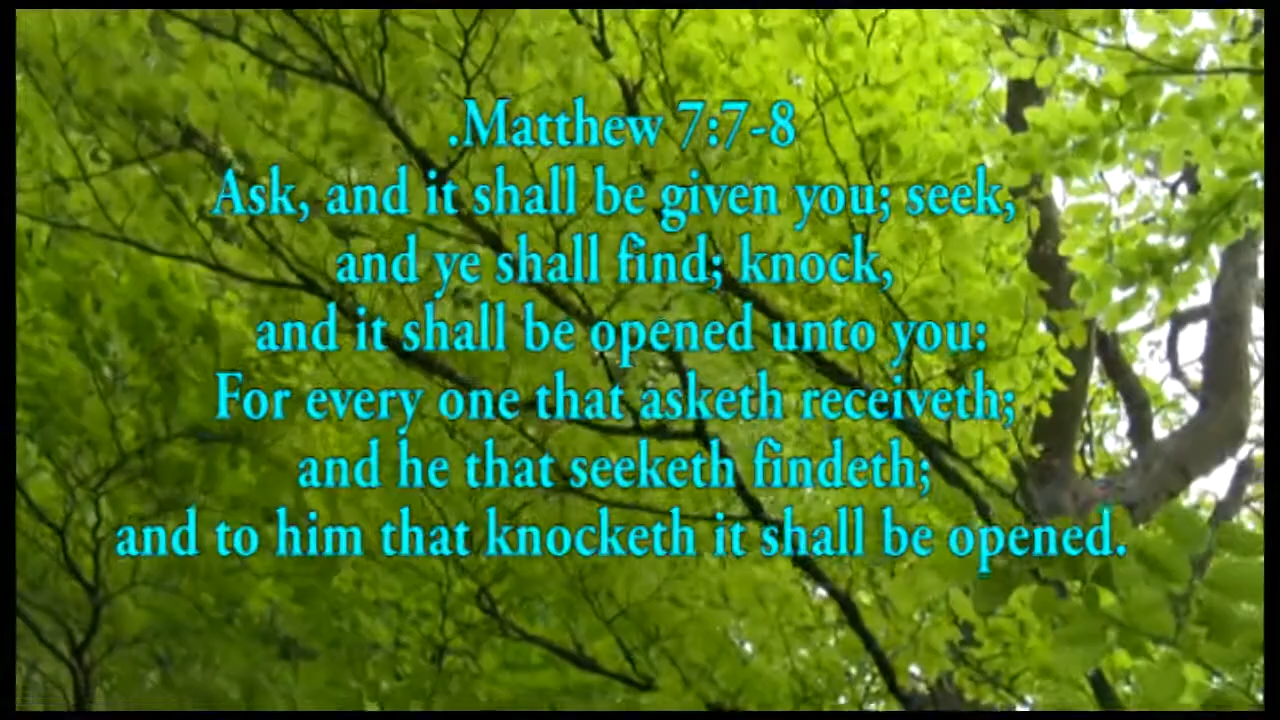 .Matthew 7:7-8
Ask, and it shall be given you; seek,
and ye shall find; knock,
and it shall be opened unto you:
For every one that asketh receiveth;
and he that seeketh findeth;
and to him that knocketh it shall be opened.